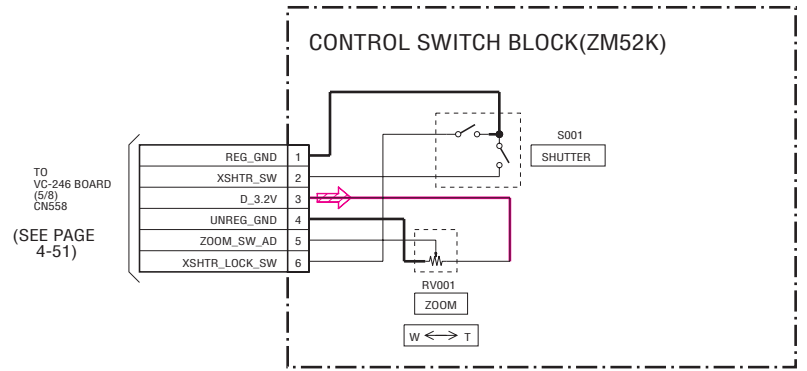 CONTROL SWITCH BLOCK(ZM52K)
S001
SHUTTER
TO
VC-246 BOARD
(5/8)
CN558
(SEE PAGE
4-51)
REG_GND 1
XSHTR_SW 2
D_3.2V 3
UNREG_GND 4
ZOOM_SW_AD 5
XSHTR_LOCK_SW 6
RV001
ZOOM
W T